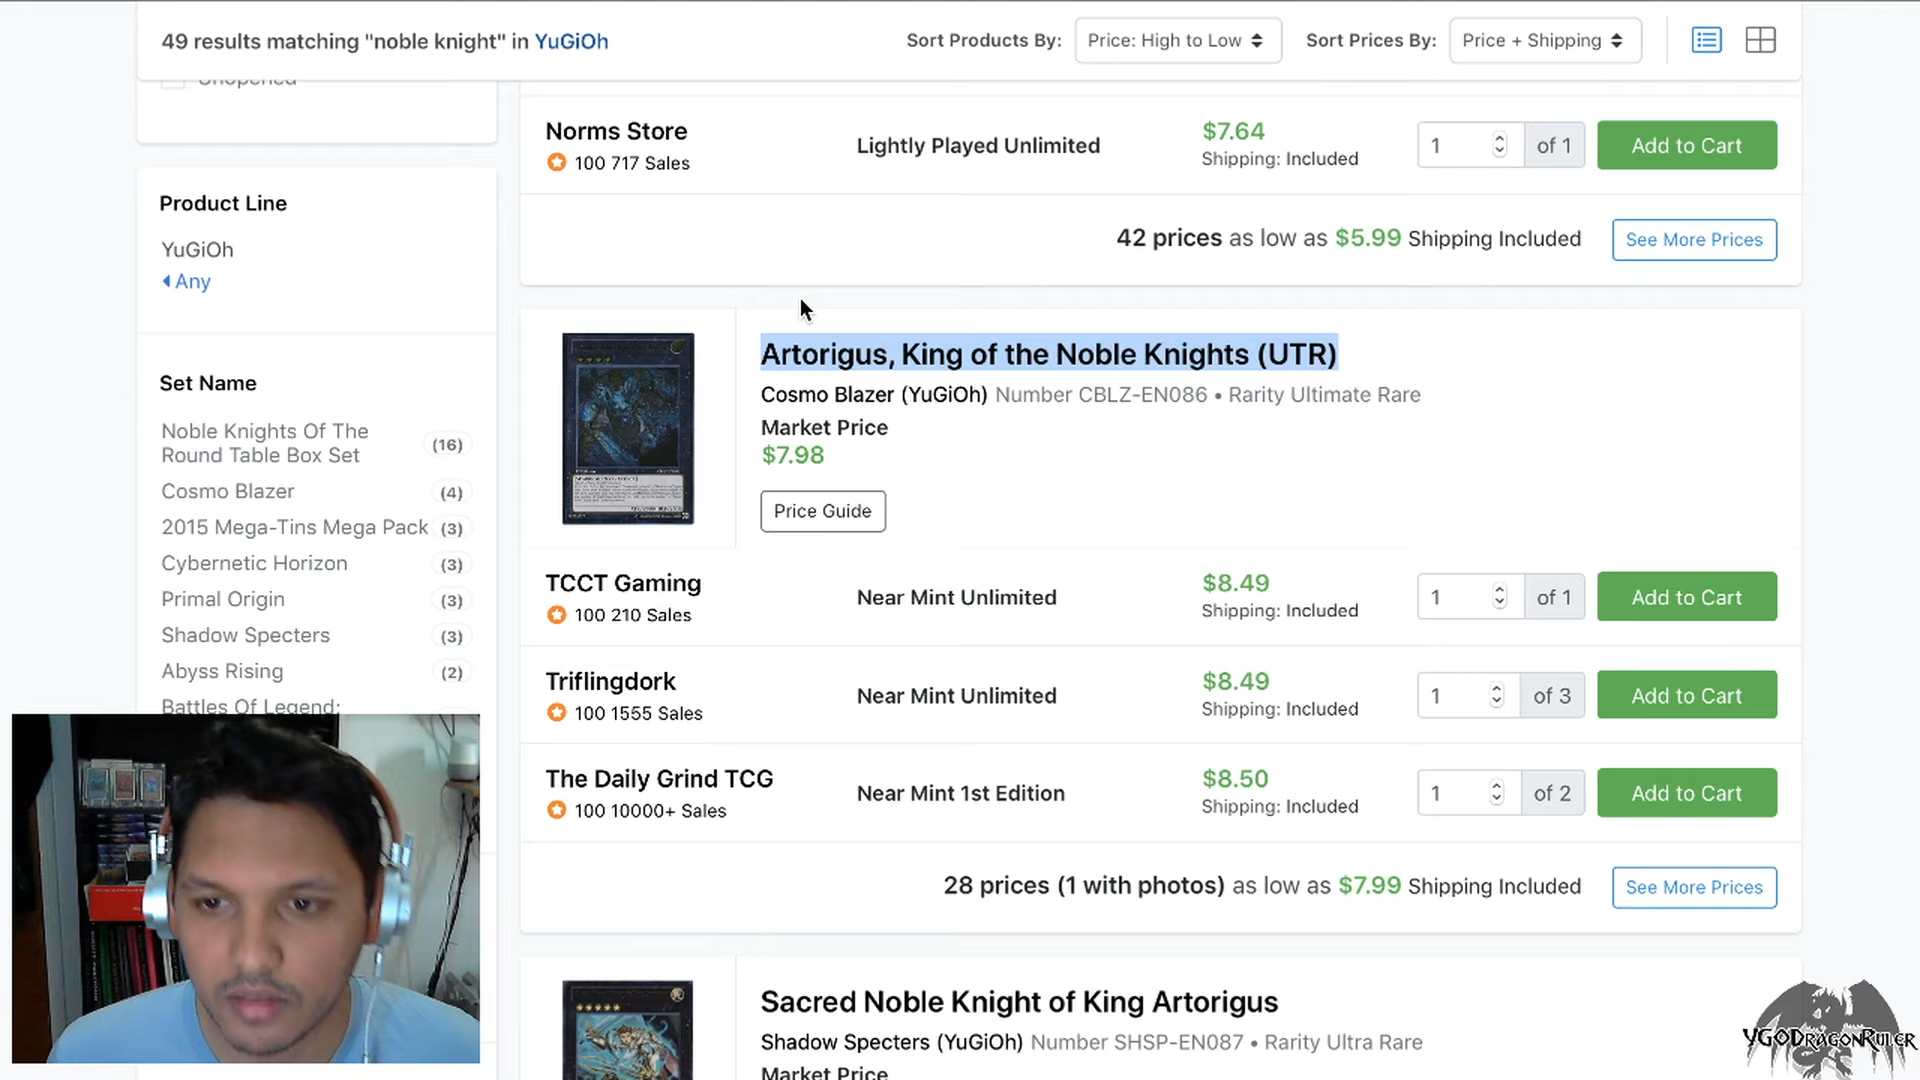 49 results matching "noble knight" in YuGiOh
Sort Products By: Price: High to Low
Sort Prices By: Price + Shipping
Unopened
Product Line
YuGiOh
Any
Set Name
Noble Knights Of The
Round Table Box Set (16)
Cosmo Blazer (4)
2015 Mega-Tins Mega Pack (3)
Cybernetic Horizon (3)
Primal Origin (3)
Shadow Specters (3)
Abyss Rising (2)
Battles Of Legend:
Norms Store
100 717 Sales
Lightly Played Unlimited
$7.64
Shipping: Included
1 of 1
Add to Cart
42 prices as low as $5.99 Shipping Included
See More Prices
Artorigus, King of the Noble Knights (UTR)
Cosmo Blazer (YuGiOh) Number CBLZ-EN086 • Rarity Ultimate Rare
Market Price
$7.98
Price Guide
TCCT Gaming
100 210 Sales
Near Mint Unlimited
$8.49
Shipping: Included
1 of 1
Add to Cart
Triflingdork
100 1555 Sales
Near Mint Unlimited
$8.49
Shipping: Included
1 of 3
Add to Cart
The Daily Grind TCG
100 10000+ Sales
Near Mint 1st Edition
$8.50
Shipping: Included
1 of 2
Add to Cart
28 prices (1 with photos) as low as $7.99 Shipping Included
See More Prices
Sacred Noble Knight of King Artorigus
Shadow Specters (YuGiOh) Number SHSP-EN087 • Rarity Ultra Rare
Market Price
YGODragonRuler